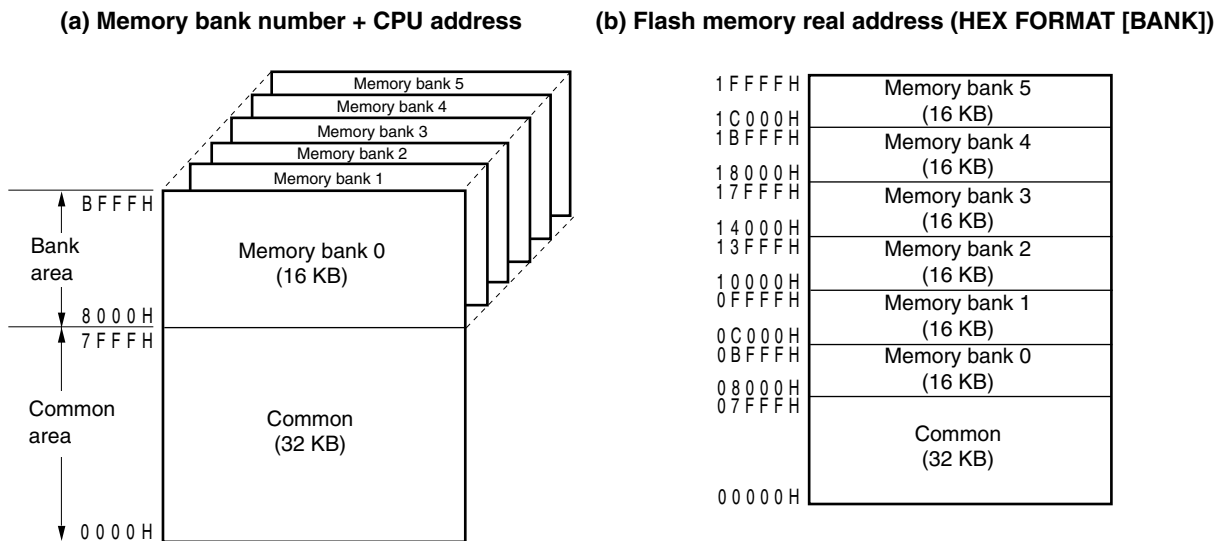 (a) Memory bank number + CPU address
Memory bank 5
Memory bank 4
Memory bank 3
Memory bank 2
Memory bank 1
BFFFH
Bank
area
Memory bank 0
(16 KB)
8000H
7FFFH
Common
area
Common
(32 KB)
0000H
(b) Flash memory real address (HEX FORMAT [BANK])
1FFFFH
Memory bank 5
(16 KB)
1C000H
1BFFFH
Memory bank 4
(16 KB)
18000H
17FFFH
Memory bank 3
(16 KB)
14000H
13FFFH
Memory bank 2
(16 KB)
10000H
0FFFFH
Memory bank 1
(16 KB)
0C000H
0BFFFH
Memory bank 0
(16 KB)
08000H
07FFFH
Common
(32 KB)
00000H